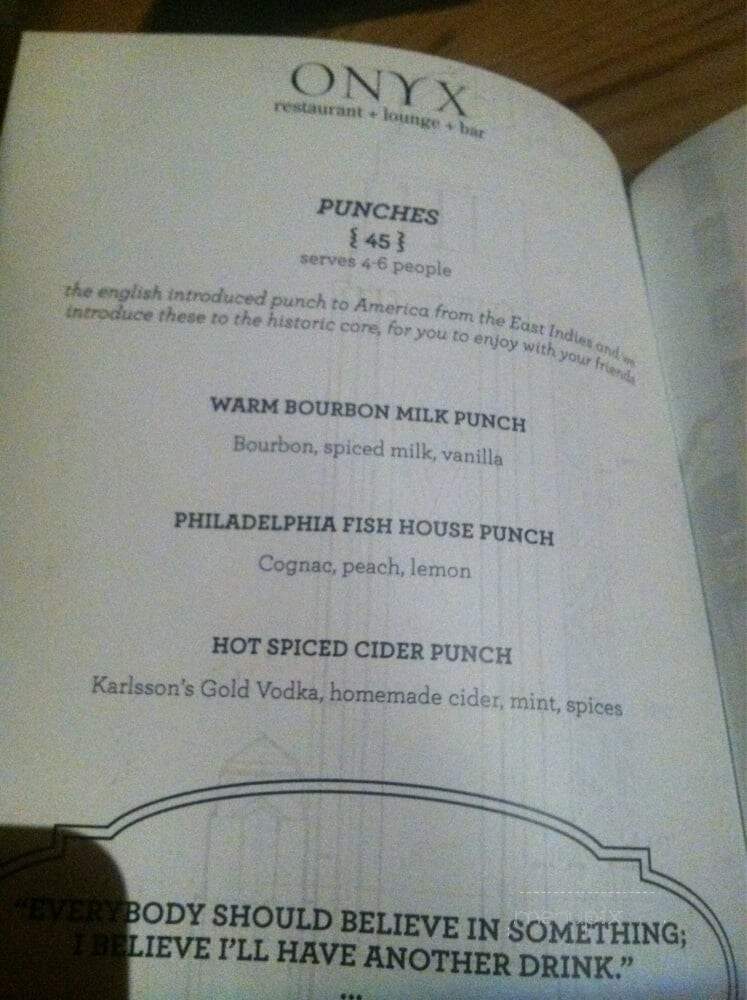 ONYX
restaurant + lounge + bar
PUNCHES
{ 45 }
serves 4-6 people
the english introduced punch to America from the East Indies and we
introduce these to the historic core, for you to enjoy with your friends
WARM BOURBON MILK PUNCH
Bourbon, spiced milk, vanilla
PHILADELPHIA FISH HOUSE PUNCH
Cognac, peach, lemon
HOT SPICED CIDER PUNCH
Karlsson's Gold Vodka, homemade cider, mint, spices
"EVERYBODY SHOULD BELIEVE IN SOMETHING;
I BELIEVE I'LL HAVE ANOTHER DRINK."
...